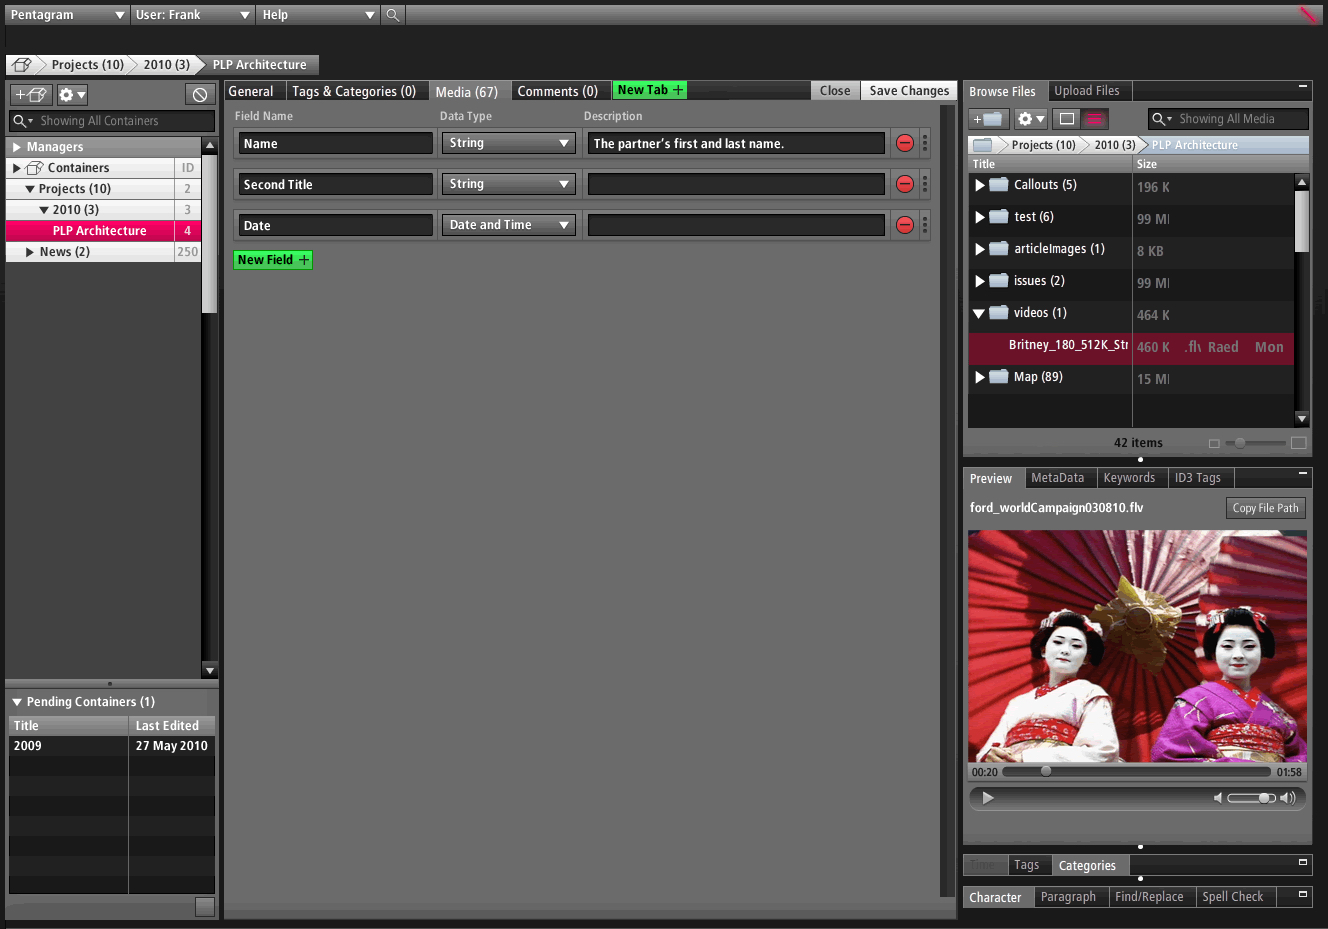 Pentagram User: Frank Help
Projects (10) 2010 (3) PLP Architecture
Showing All Containers
Managers
Containers ID
Projects (10) 2
2010 (3) 3
PLP Architecture 4
News (2) 250
Pending Containers (1)
Title Last Edited
2009 27 May 2010
General Tags & Categories (0) Media (67) Comments (0) New Tab + Close Save Changes
Field Name Data Type Description
Name String The partner's first and last name.
Second Title String
Date Date and Time
New Field +
Browse Files Upload Files
Showing All Media
Projects (10) 2010 (3) PLP Architecture
Title Size
Callouts (5) 196 K
test (6) 99 MI
articleImages (1) 8 KB
issues (2) 99 MI
videos (1) 464 K
Britney_180_512K_Str 460 K .flv Raed Mon
Map (89) 15 MI
42 items
Preview MetaData Keywords ID3 Tags
ford_worldCampaign030810.flv Copy File Path
00:20 01:58
Time Tags Categories
Character Paragraph Find/Replace Spell Check